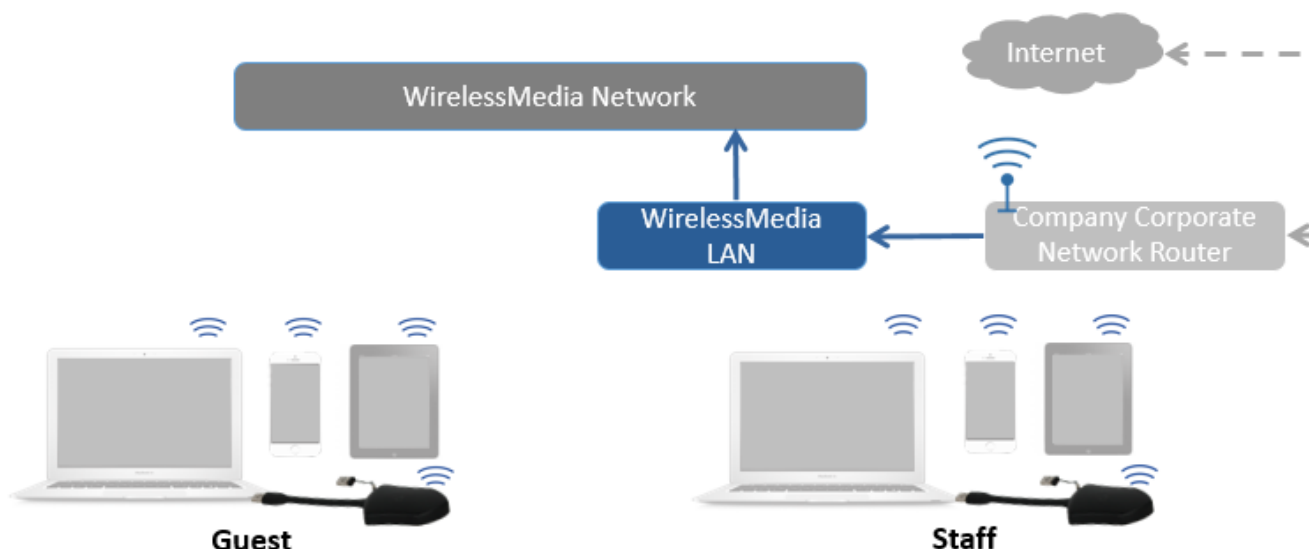 Internet
WirelessMedia Network
WirelessMedia
LAN
Company Corporate
Network Router
Guest
Staff